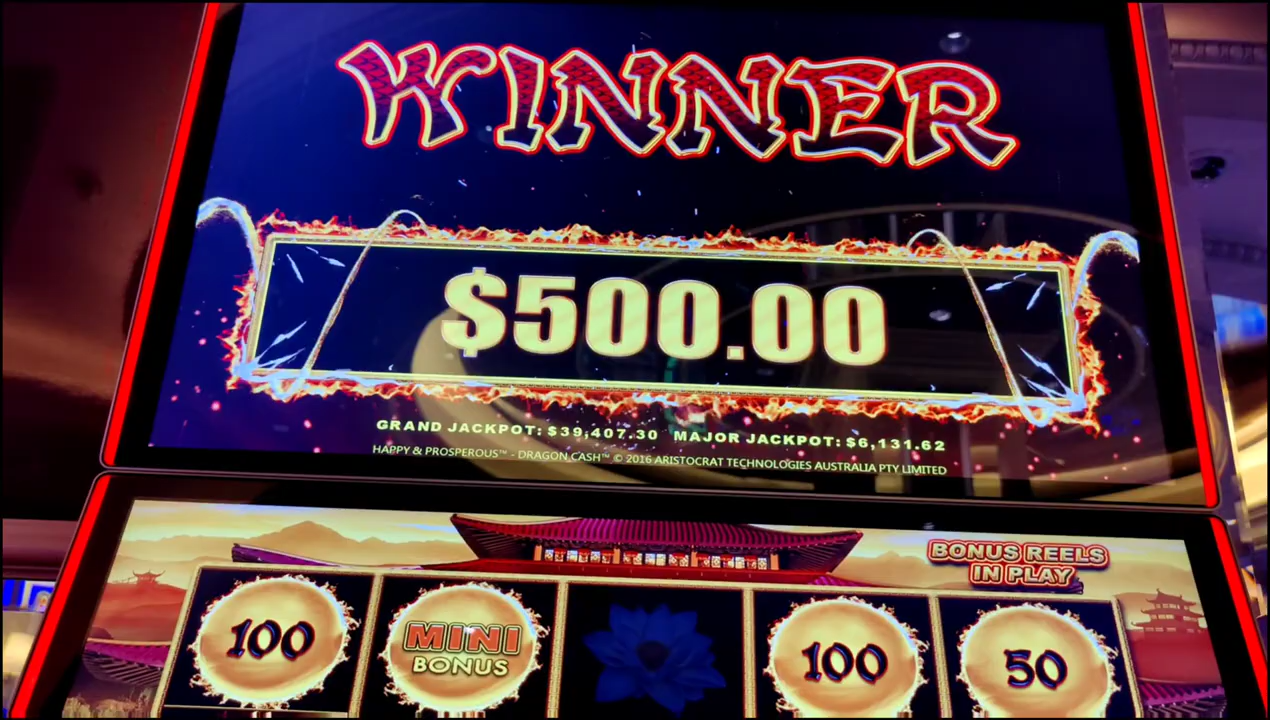 WINNER
$500.00
GRAND JACKPOT: $39,407.30 MAJOR JACKPOT: $6,131.62
HAPPY & PROSPEROUS™ - DRAGON CASH™ © 2016 ARISTOCRAT TECHNOLOGIES AUSTRALIA PTY LIMITED
BONUS REELS
IN PLAY
100
MINI
BONUS
100
50